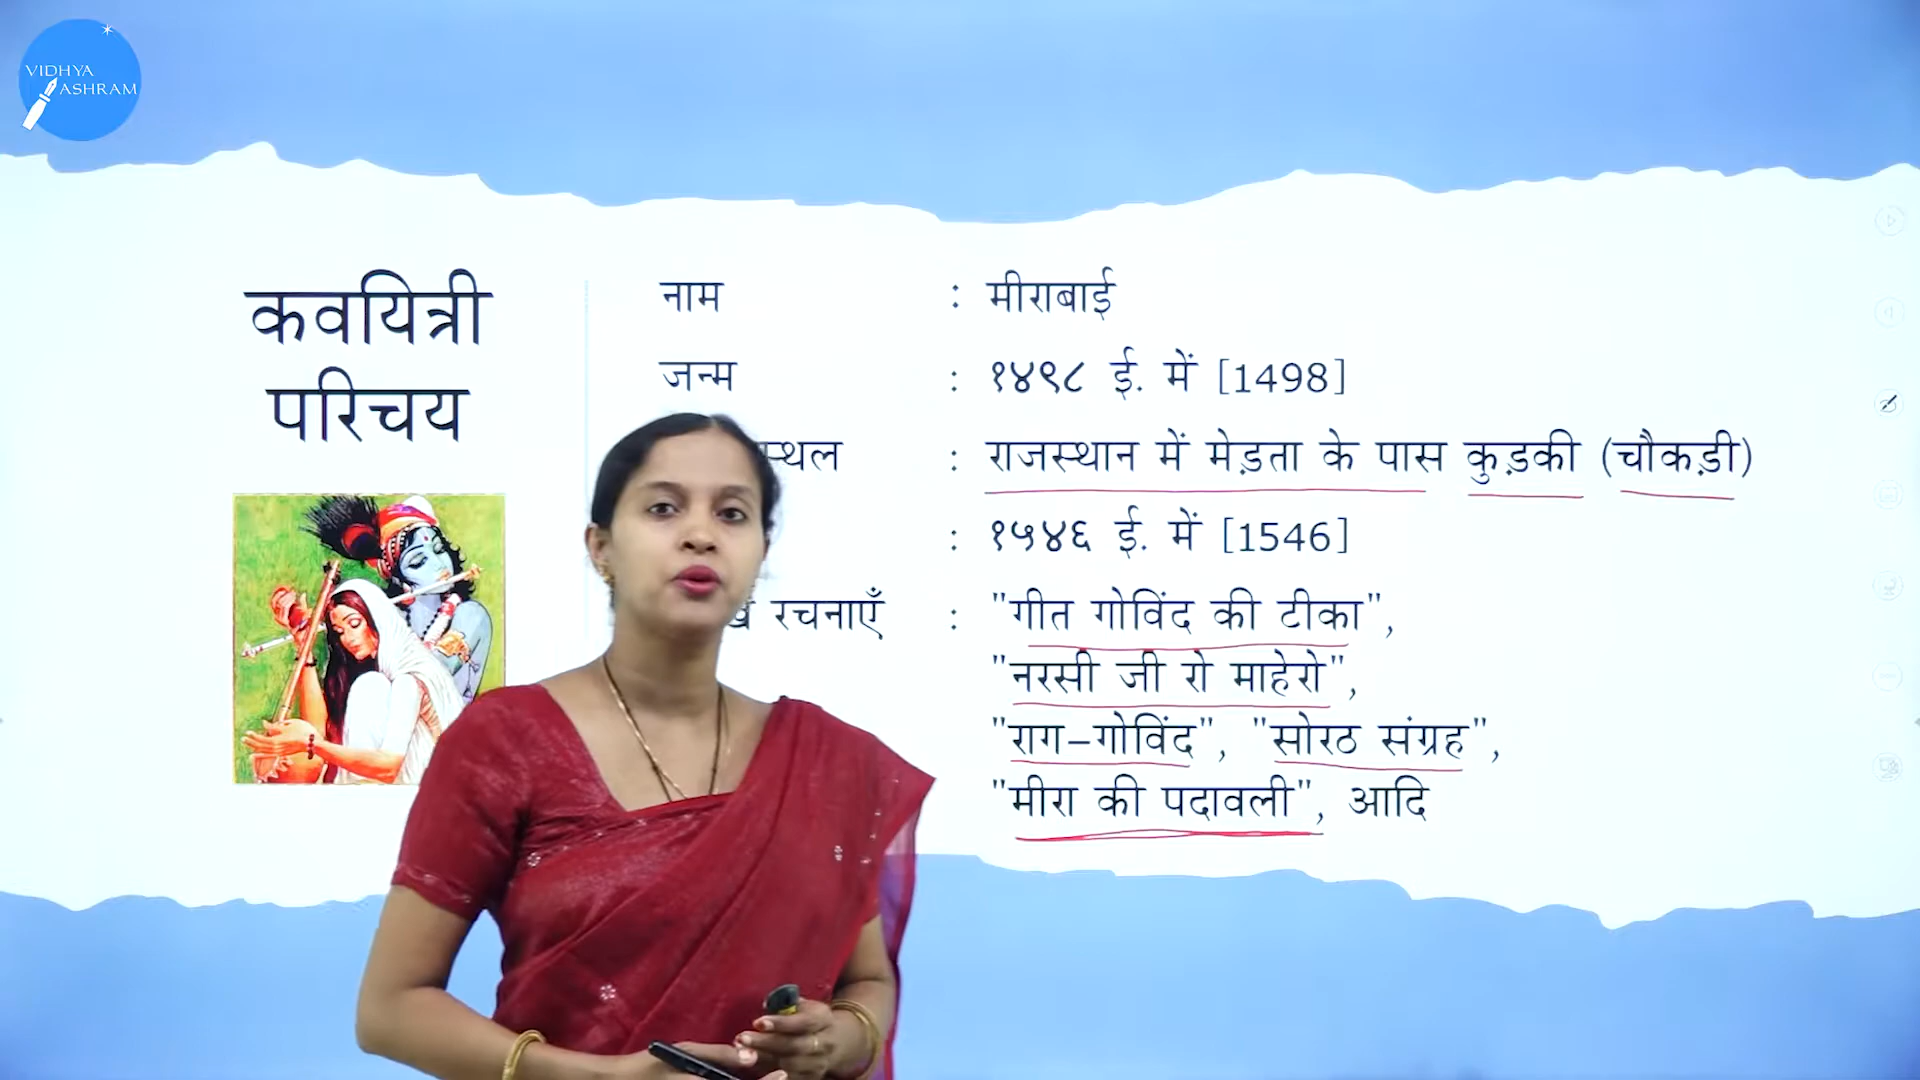 VIDHYA
ASHRAM
कवयित्री
परिचय
नाम : मीराबाई
जन्म : १४९८ ई. में [1498]
स्थल : राजस्थान में मेड़ता के पास कुड़की (चौकड़ी)
: १५४६ ई. में [1546]
रचनाएँ : "गीत गोविंद की टीका",
"नरसी जी रो माहेरो",
"राग-गोविंद", "सोरठ संग्रह",
"मीरा की पदावली", आदि